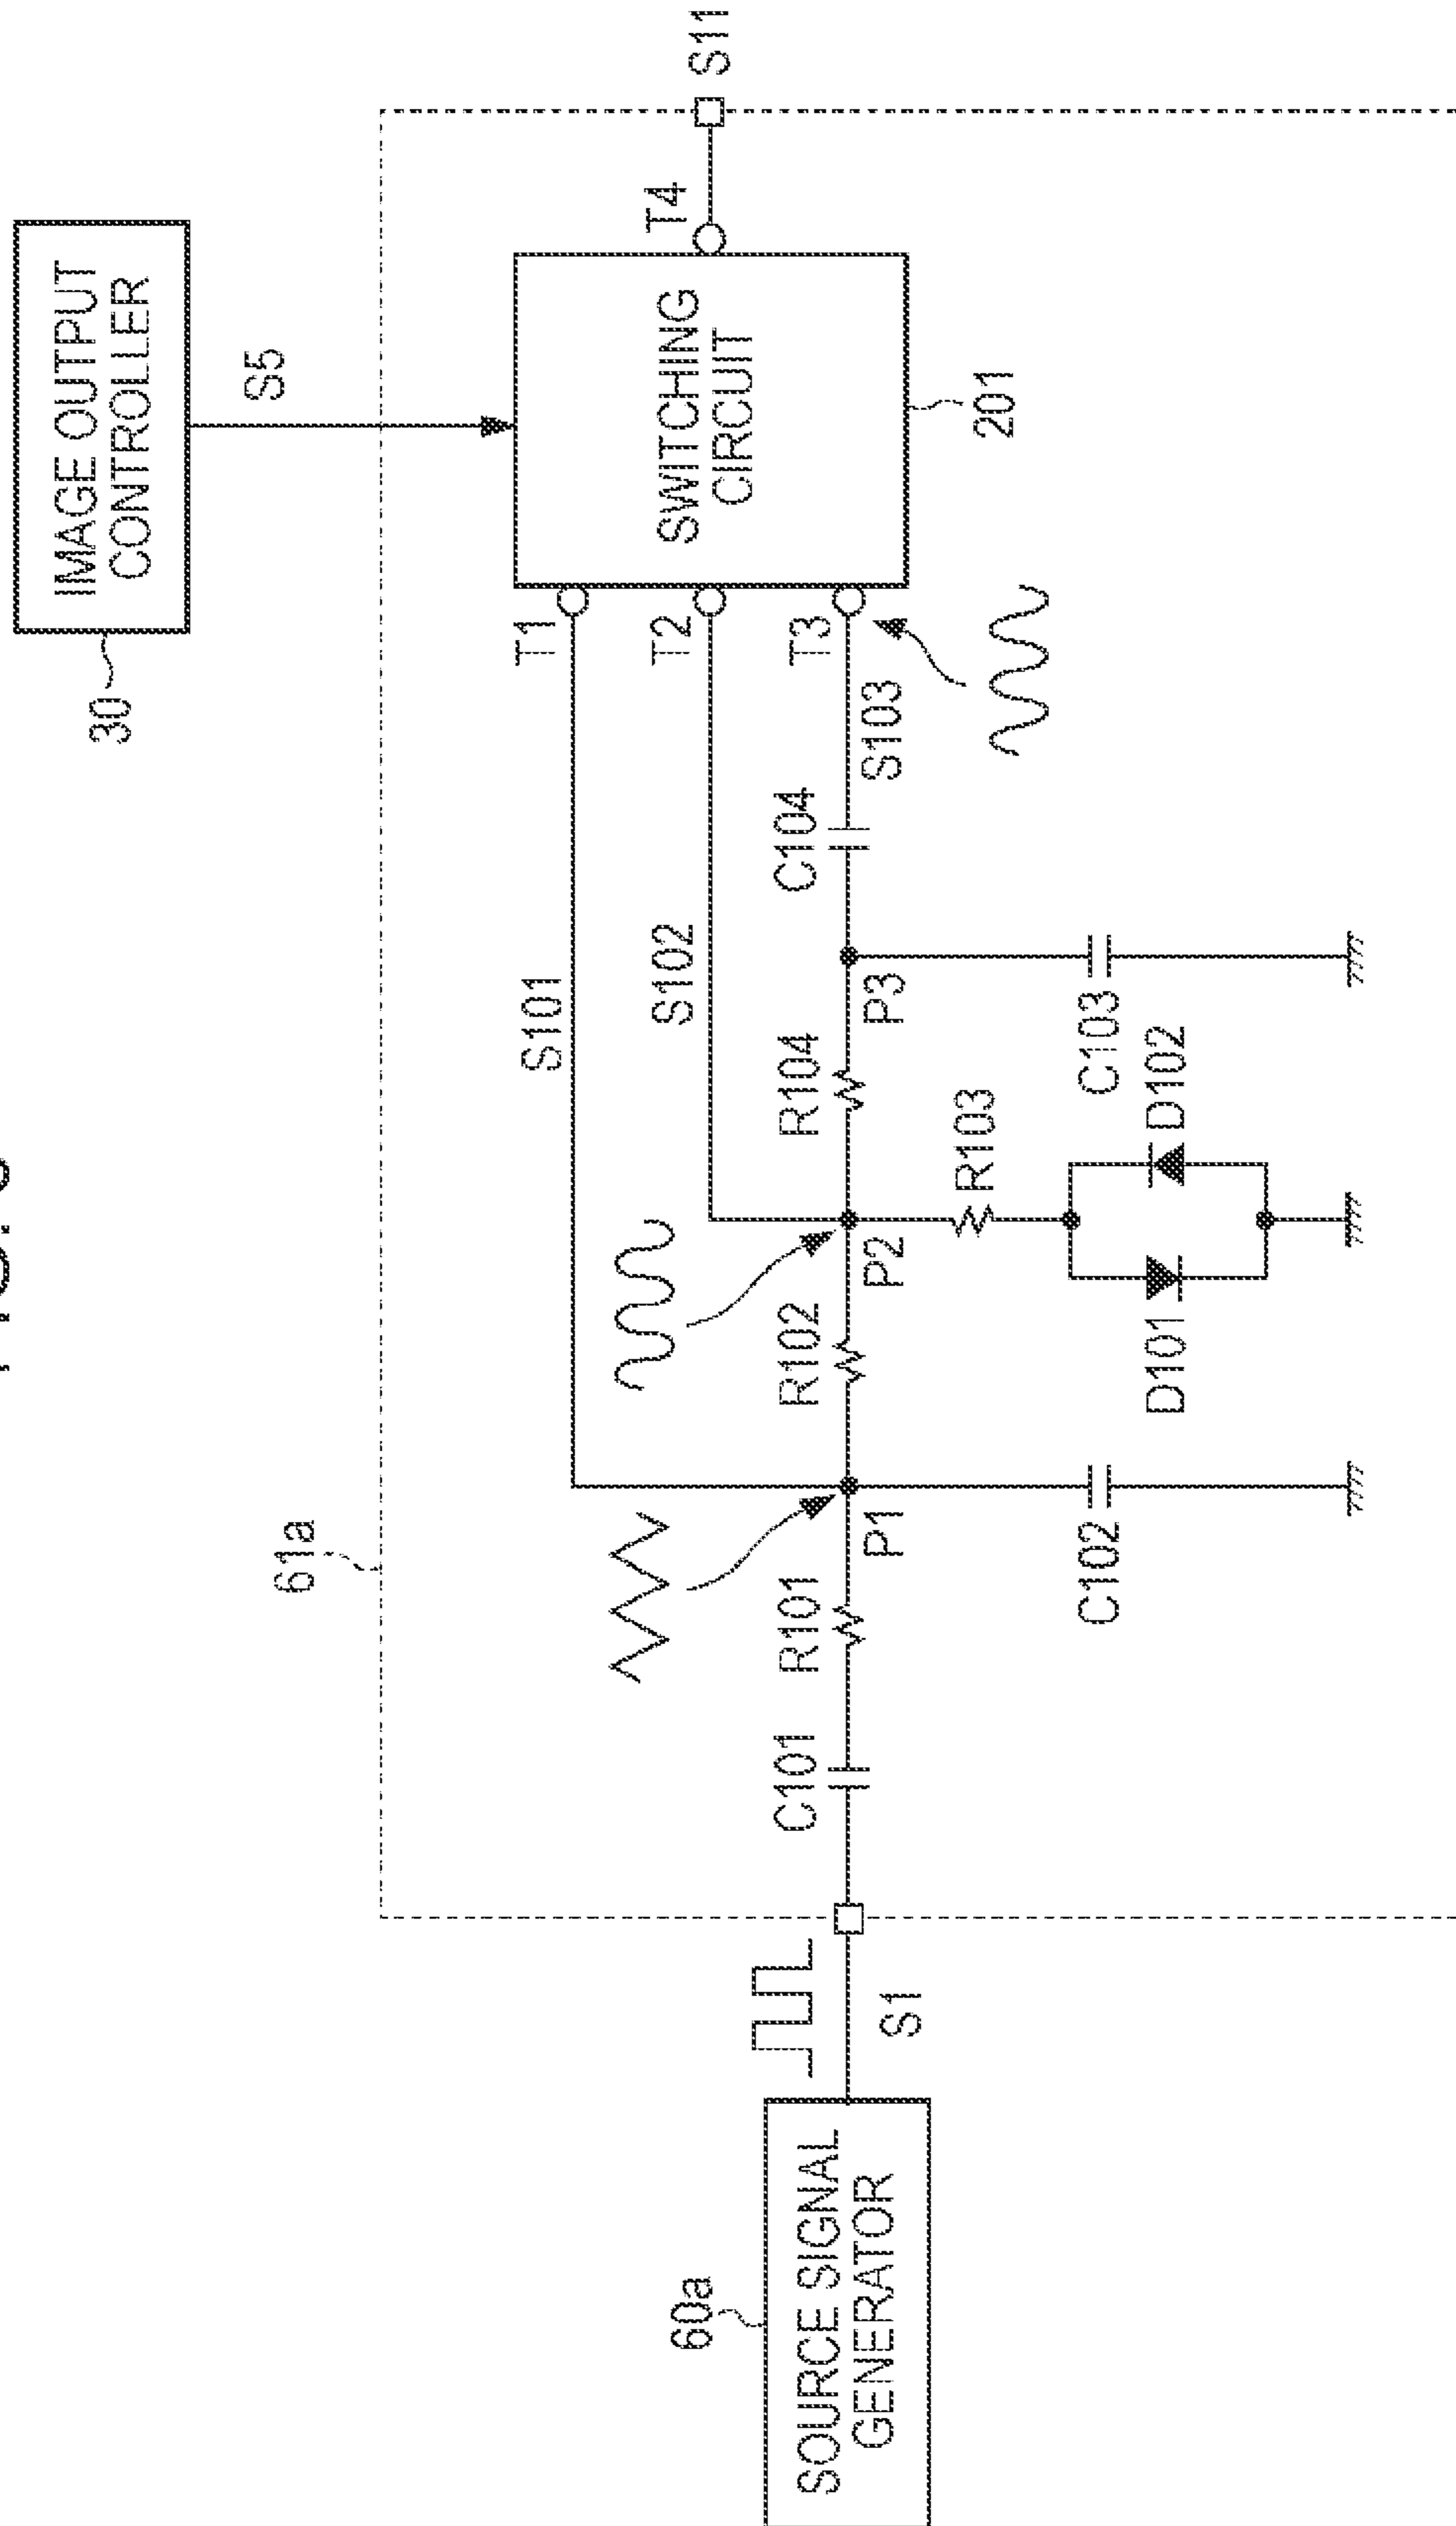 IMAGE OUTPUT
CONTROLLER
30
S5
61a
S11
T4
SWITCHING
CIRCUIT
201
T1
T2
T3
S101
S102
S103
C104
R104
P3
C103
R103
D102
D101
R102
P2
P1
C102
R101
C101
S1
60a
SOURCE SIGNAL
GENERATOR